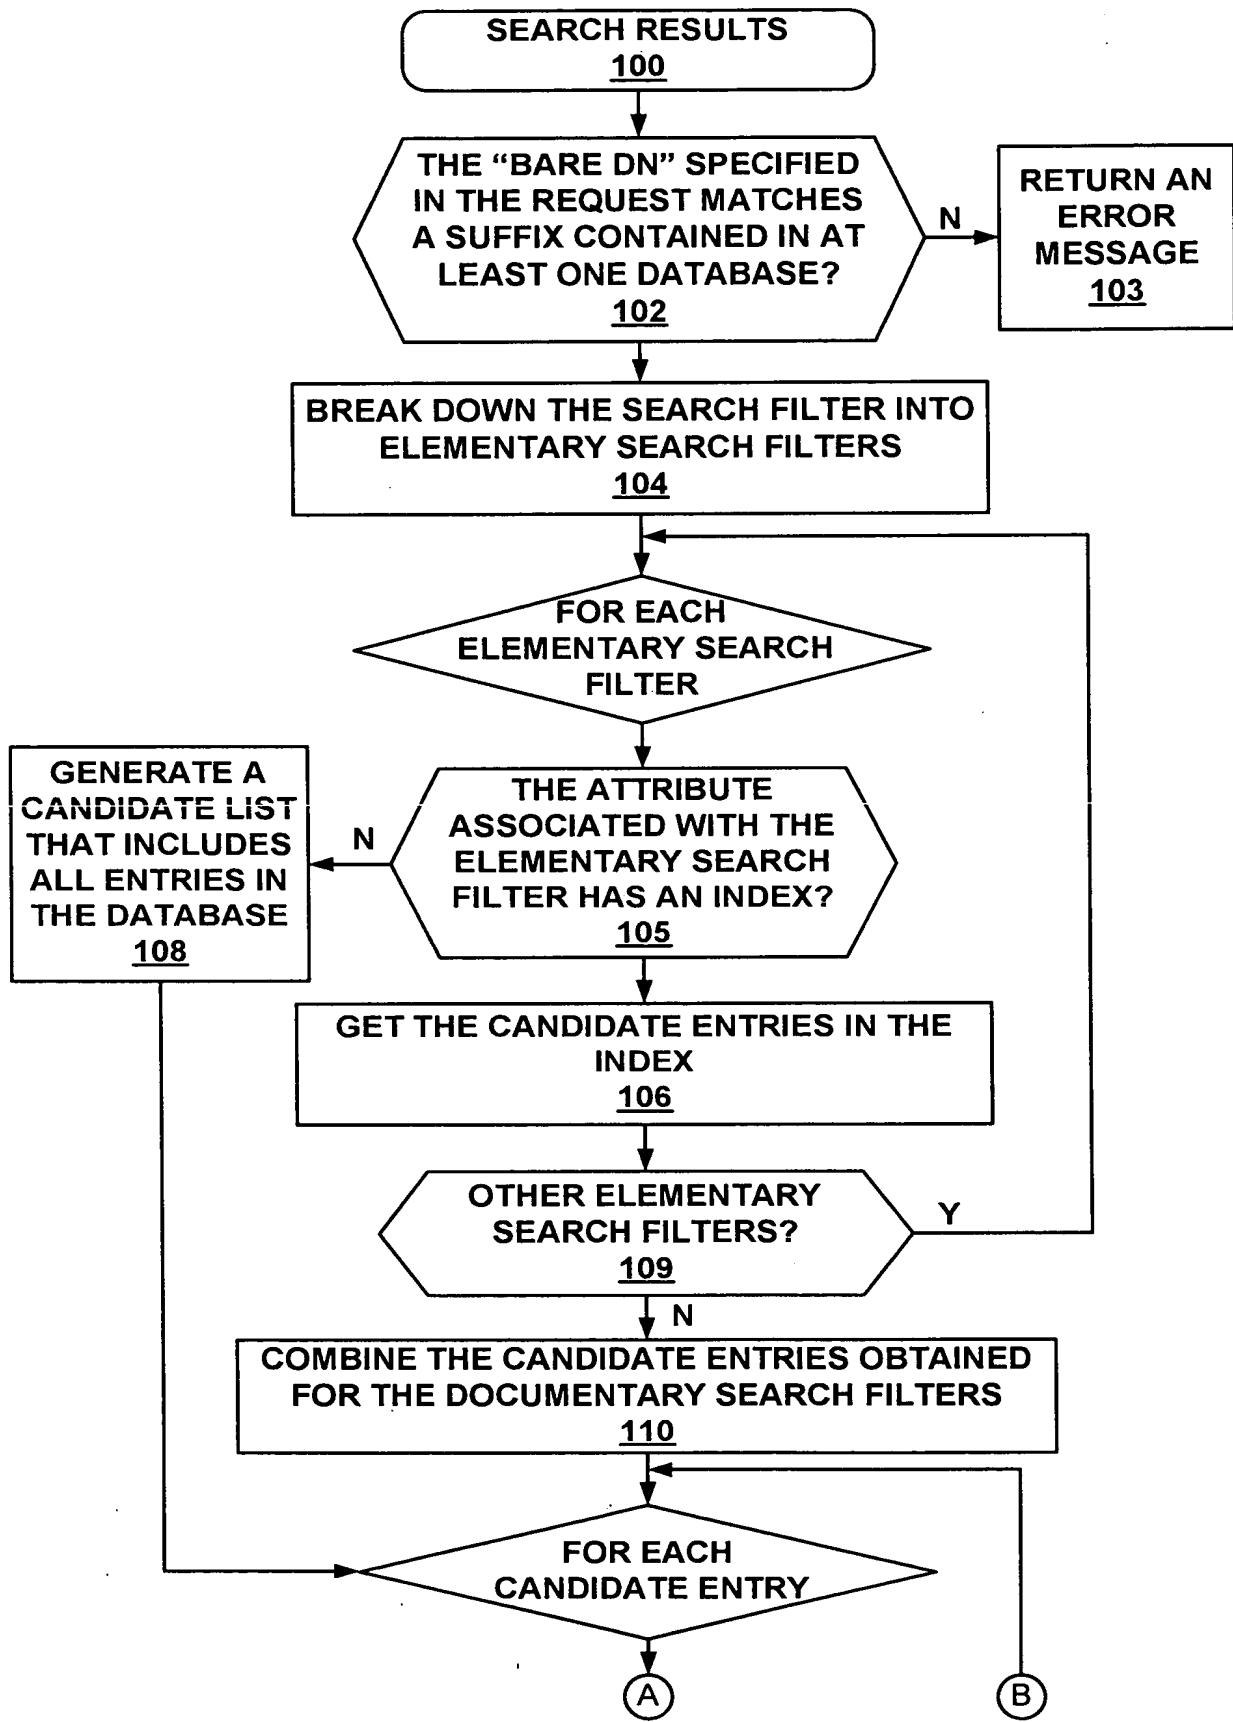 SEARCH RESULTS
100
THE “BARE DN” SPECIFIED
IN THE REQUEST MATCHES
A SUFFIX CONTAINED IN AT
LEAST ONE DATABASE?
102
N
RETURN AN
ERROR
MESSAGE
103
BREAK DOWN THE SEARCH FILTER INTO
ELEMENTARY SEARCH FILTERS
104
FOR EACH
ELEMENTARY SEARCH
FILTER
GENERATE A
CANDIDATE LIST
THAT INCLUDES
ALL ENTRIES IN
THE DATABASE
108
N
THE ATTRIBUTE
ASSOCIATED WITH THE
ELEMENTARY SEARCH
FILTER HAS AN INDEX?
105
GET THE CANDIDATE ENTRIES IN THE
INDEX
106
OTHER ELEMENTARY
SEARCH FILTERS?
109
Y
N
COMBINE THE CANDIDATE ENTRIES OBTAINED
FOR THE DOCUMENTARY SEARCH FILTERS
110
FOR EACH
CANDIDATE ENTRY
A
B